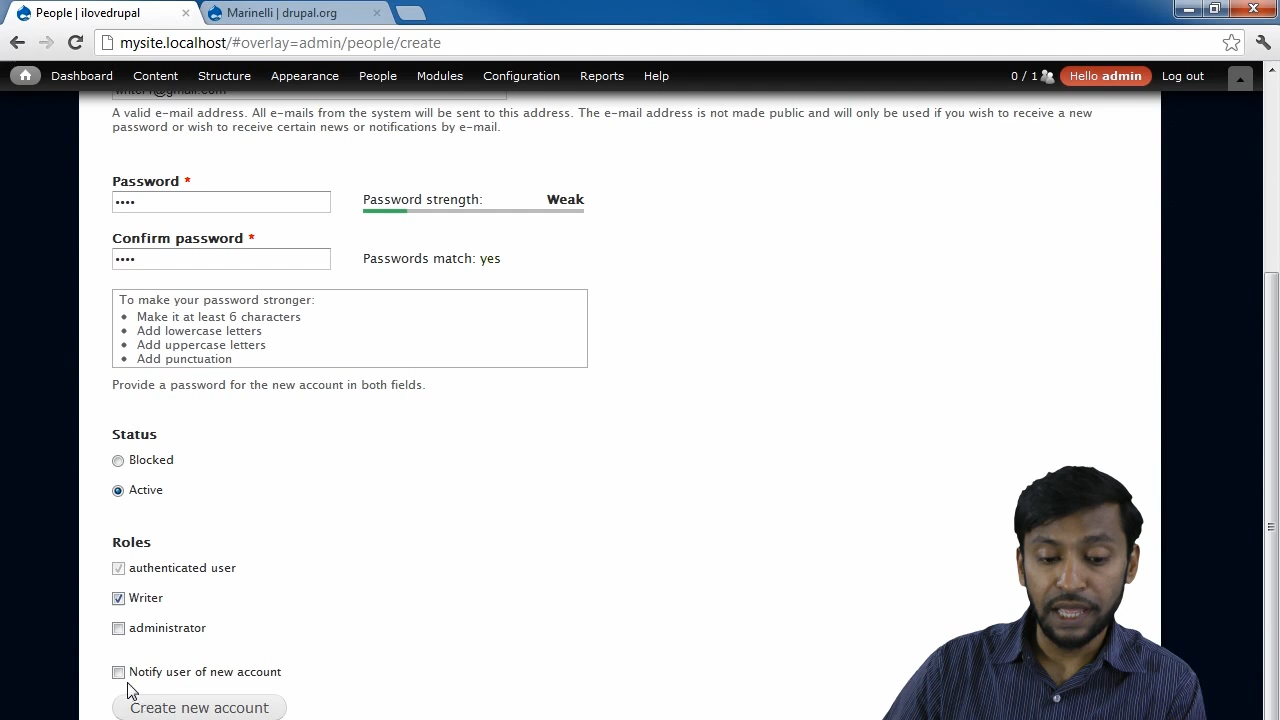 People | ilovedrupal
Marinelli | drupal.org
mysite.localhost/#overlay=admin/people/create
Dashboard Content Structure Appearance People Modules Configuration Reports Help 0 / 1 Hello admin Log out
writer1@gmail.com
A valid e-mail address. All e-mails from the system will be sent to this address. The e-mail address is not made public and will only be used if you wish to receive a new
password or wish to receive certain news or notifications by e-mail.
Password *
Password strength: Weak
Confirm password *
Passwords match: yes
To make your password stronger:
• Make it at least 6 characters
• Add lowercase letters
• Add uppercase letters
• Add punctuation
Provide a password for the new account in both fields.
Status
Blocked
Active
Roles
authenticated user
Writer
administrator
Notify user of new account
Create new account